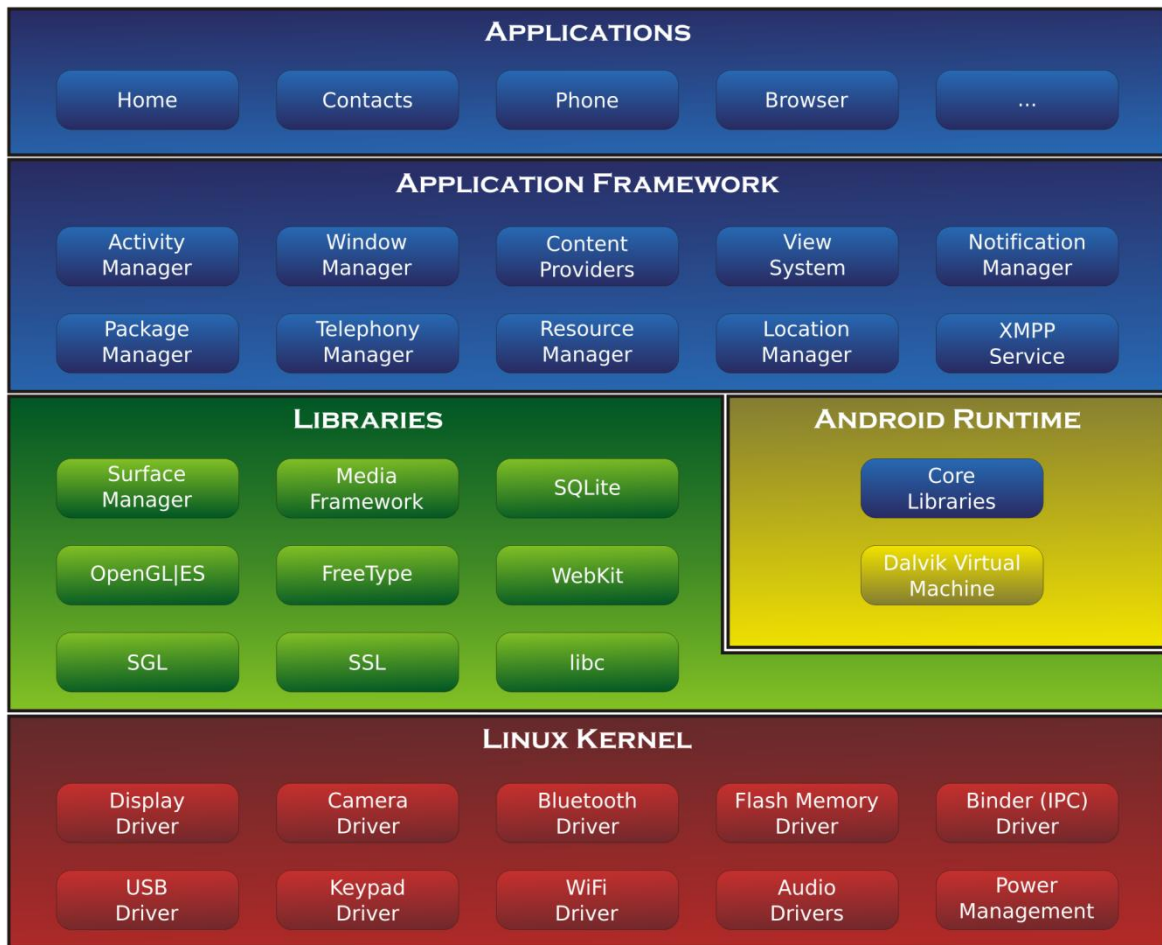 APPLICATIONS
Home
Contacts
Phone
Browser
...
APPLICATION FRAMEWORK
Activity
Manager
Window
Manager
Content
Providers
View
System
Notification
Manager
Package
Manager
Telephony
Manager
Resource
Manager
Location
Manager
XMPP
Service
LIBRARIES
Surface
Manager
Media
Framework
SQLite
OpenGL|ES
FreeType
WebKit
SGL
SSL
libc
ANDROID RUNTIME
Core
Libraries
Dalvik Virtual
Machine
LINUX KERNEL
Display
Driver
Camera
Driver
Bluetooth
Driver
Flash Memory
Driver
Binder (IPC)
Driver
USB
Driver
Keypad
Driver
WiFi
Driver
Audio
Drivers
Power
Management